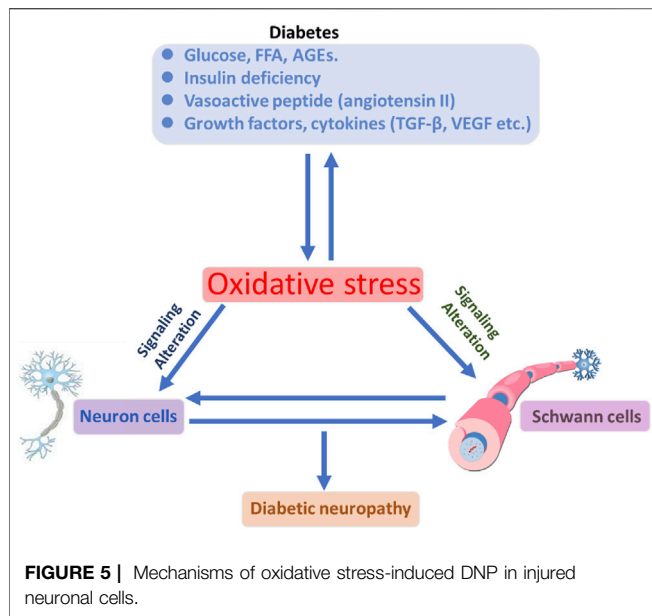 Diabetes
Glucose, FFA, AGEs.
Insulin deficiency
Vasoactive peptide (angiotensin II)
Growth factors, cytokines (TGF-β, VEGF etc.)
Oxidative stress
Signaling
Alteration
Signaling
Alteration
Neuron cells
Schwann cells
Diabetic neuropathy
FIGURE 5 | Mechanisms of oxidative stress-induced DNP in injured
neuronal cells.